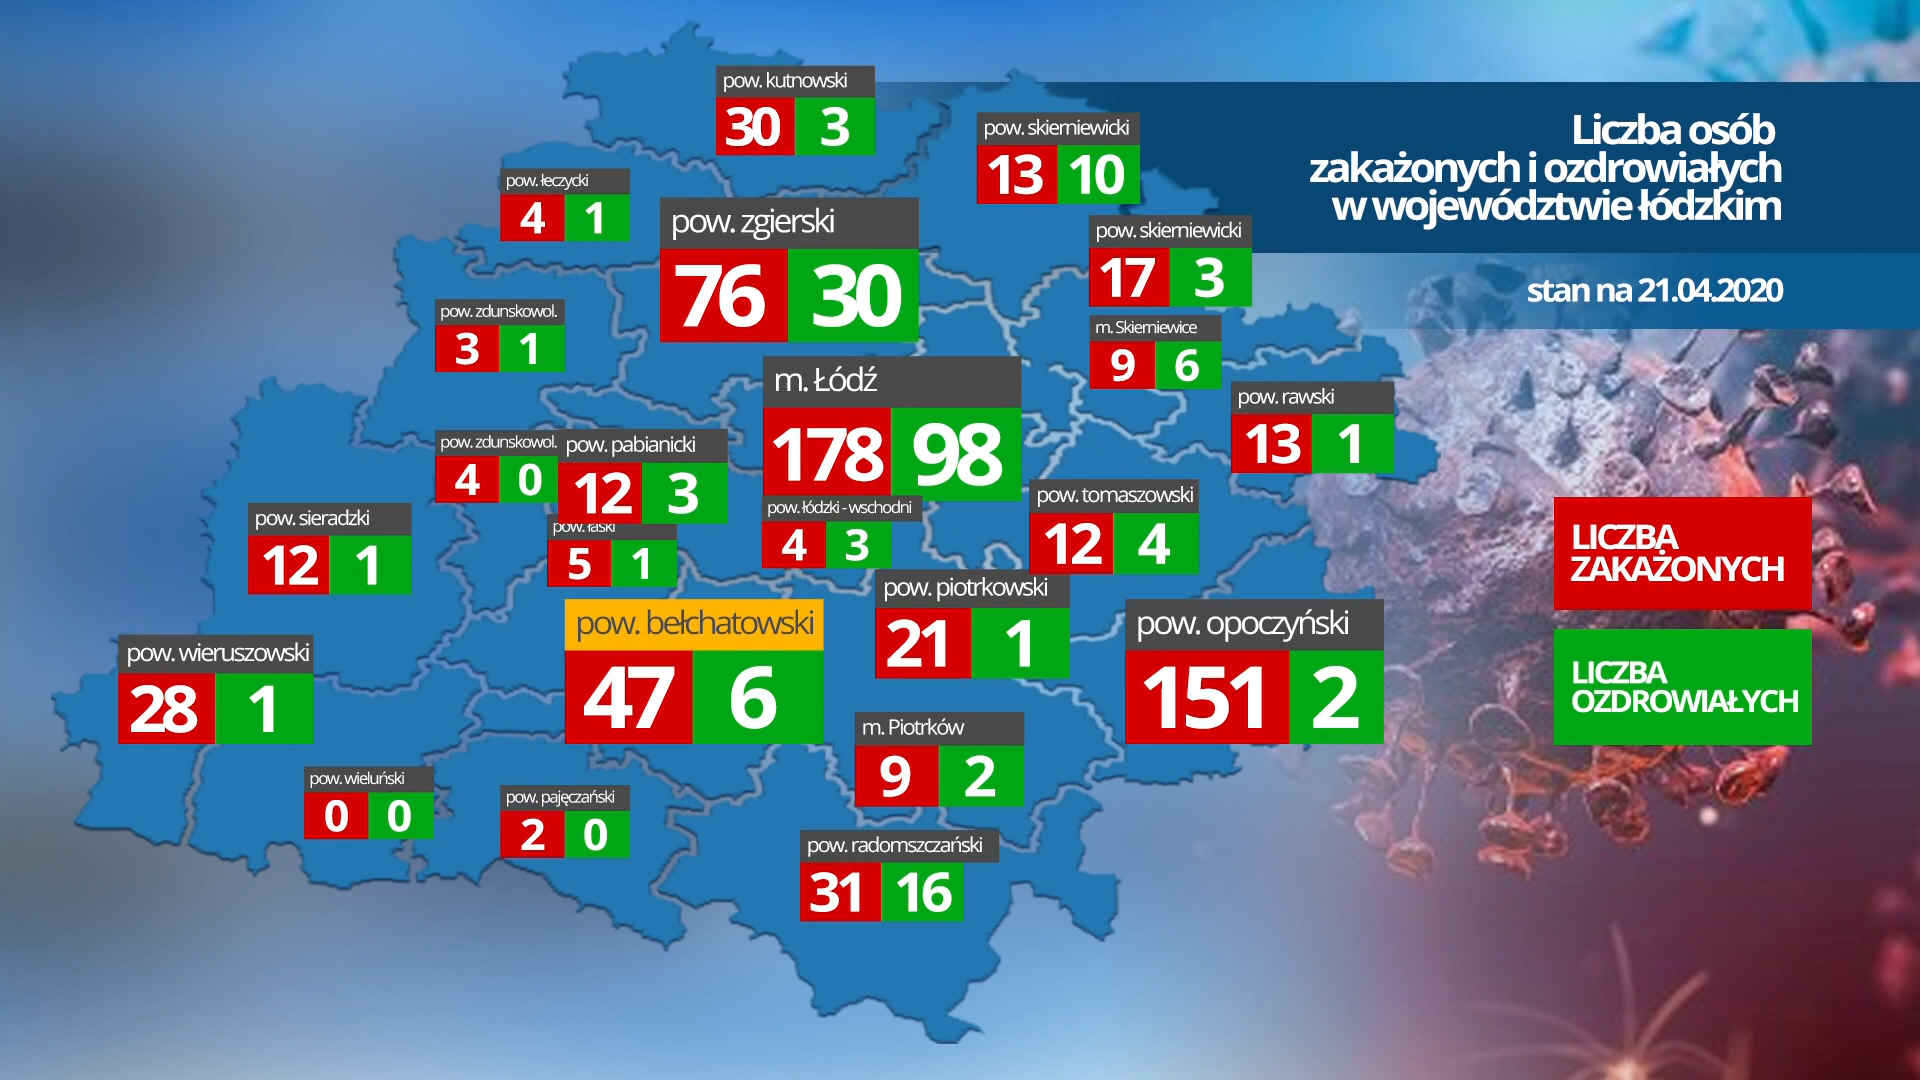 pow. kutnowski
30 3
pow. skierniewicki
13 10
Liczba osób
zakażonych i ozdrowiałych
w województwie łódzkim
stan na 21.04.2020
pow. łęczycki
4 1
pow. zgierski
76 30
pow. skierniewicki
17 3
pow. zdunskowol.
3 1
m. Skierniewice
9 6
m. Łódź
178 98
pow. rawski
13 1
pow. zdunskowol.
4 0
pow. pabianicki
12 3
pow. łódzki - wschodni
4 3
pow. tomaszowski
12 4
pow. sieradzki
12 1
pow. łaski
5 1
LICZBA
ZAKAŻONYCH
pow. bełchatowski
47 6
pow. piotrkowski
21 1
pow. opoczyński
151 2
pow. wieruszowski
28 1
LICZBA
OZDROWIAŁYCH
m. Piotrków
9 2
pow. wieluński
0 0
pow. pajęczański
2 0
pow. radomszczański
31 16